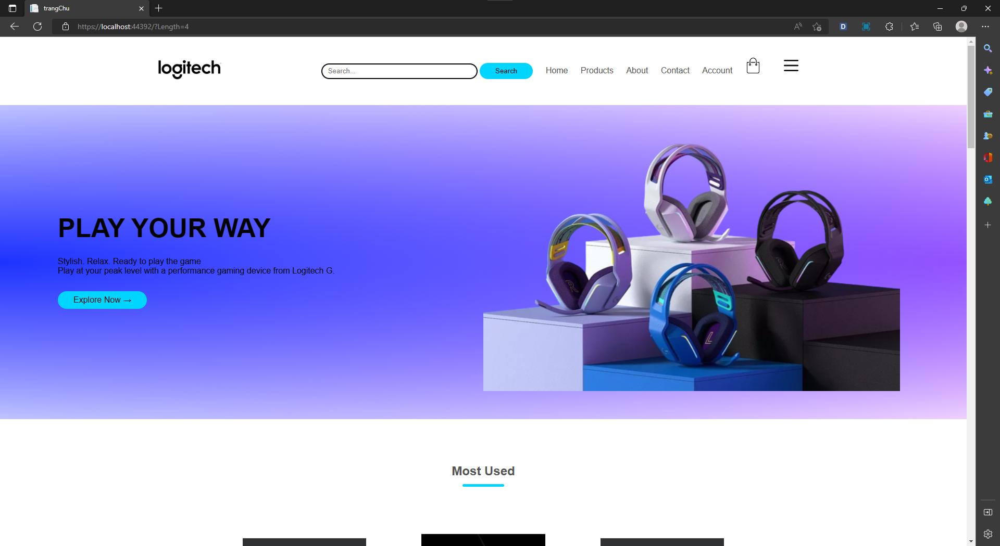 trangChu
https://localhost:44392/?Length=4
logitech
Search...
Search
Home
Products
About
Contact
Account
PLAY YOUR WAY
Stylish. Relax. Ready to play the game
Play at your peak level with a performance gaming device from Logitech G.
Explore Now →
Most Used